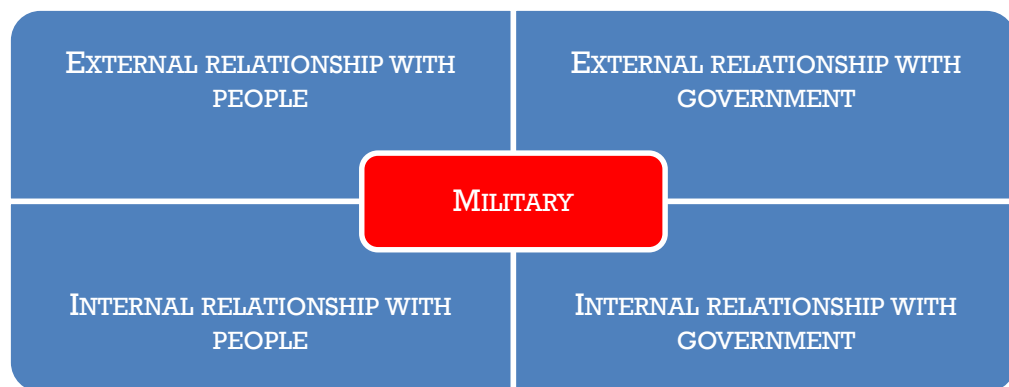 EXTERNAL RELATIONSHIP WITH
PEOPLE
EXTERNAL RELATIONSHIP WITH
GOVERNMENT
MILITARY
INTERNAL RELATIONSHIP WITH
PEOPLE
INTERNAL RELATIONSHIP WITH
GOVERNMENT